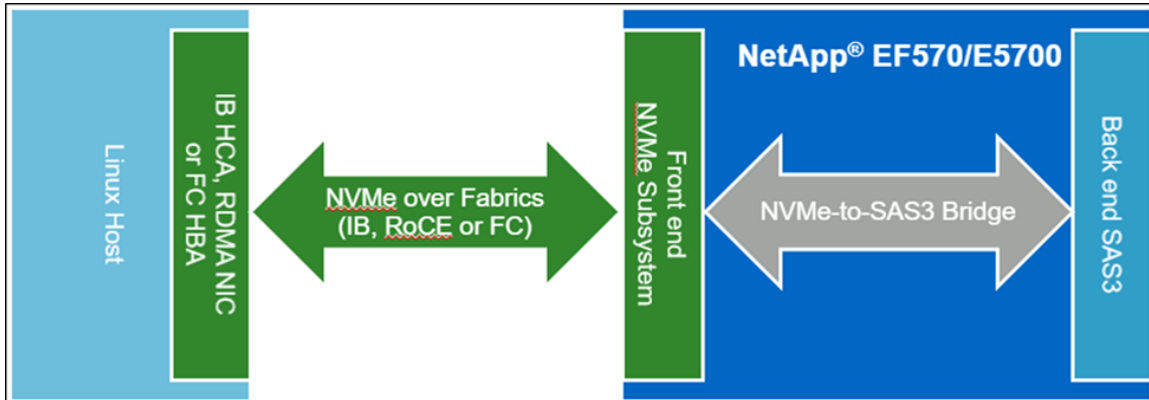 Linux Host
IB HCA, RDMA NIC
or FC HBA
NVMe over Fabrics
(IB, RoCE or FC)
Front end
NVMe Subsystem
NetApp® EF570/E5700
NVMe-to-SAS3 Bridge
Back end SAS3